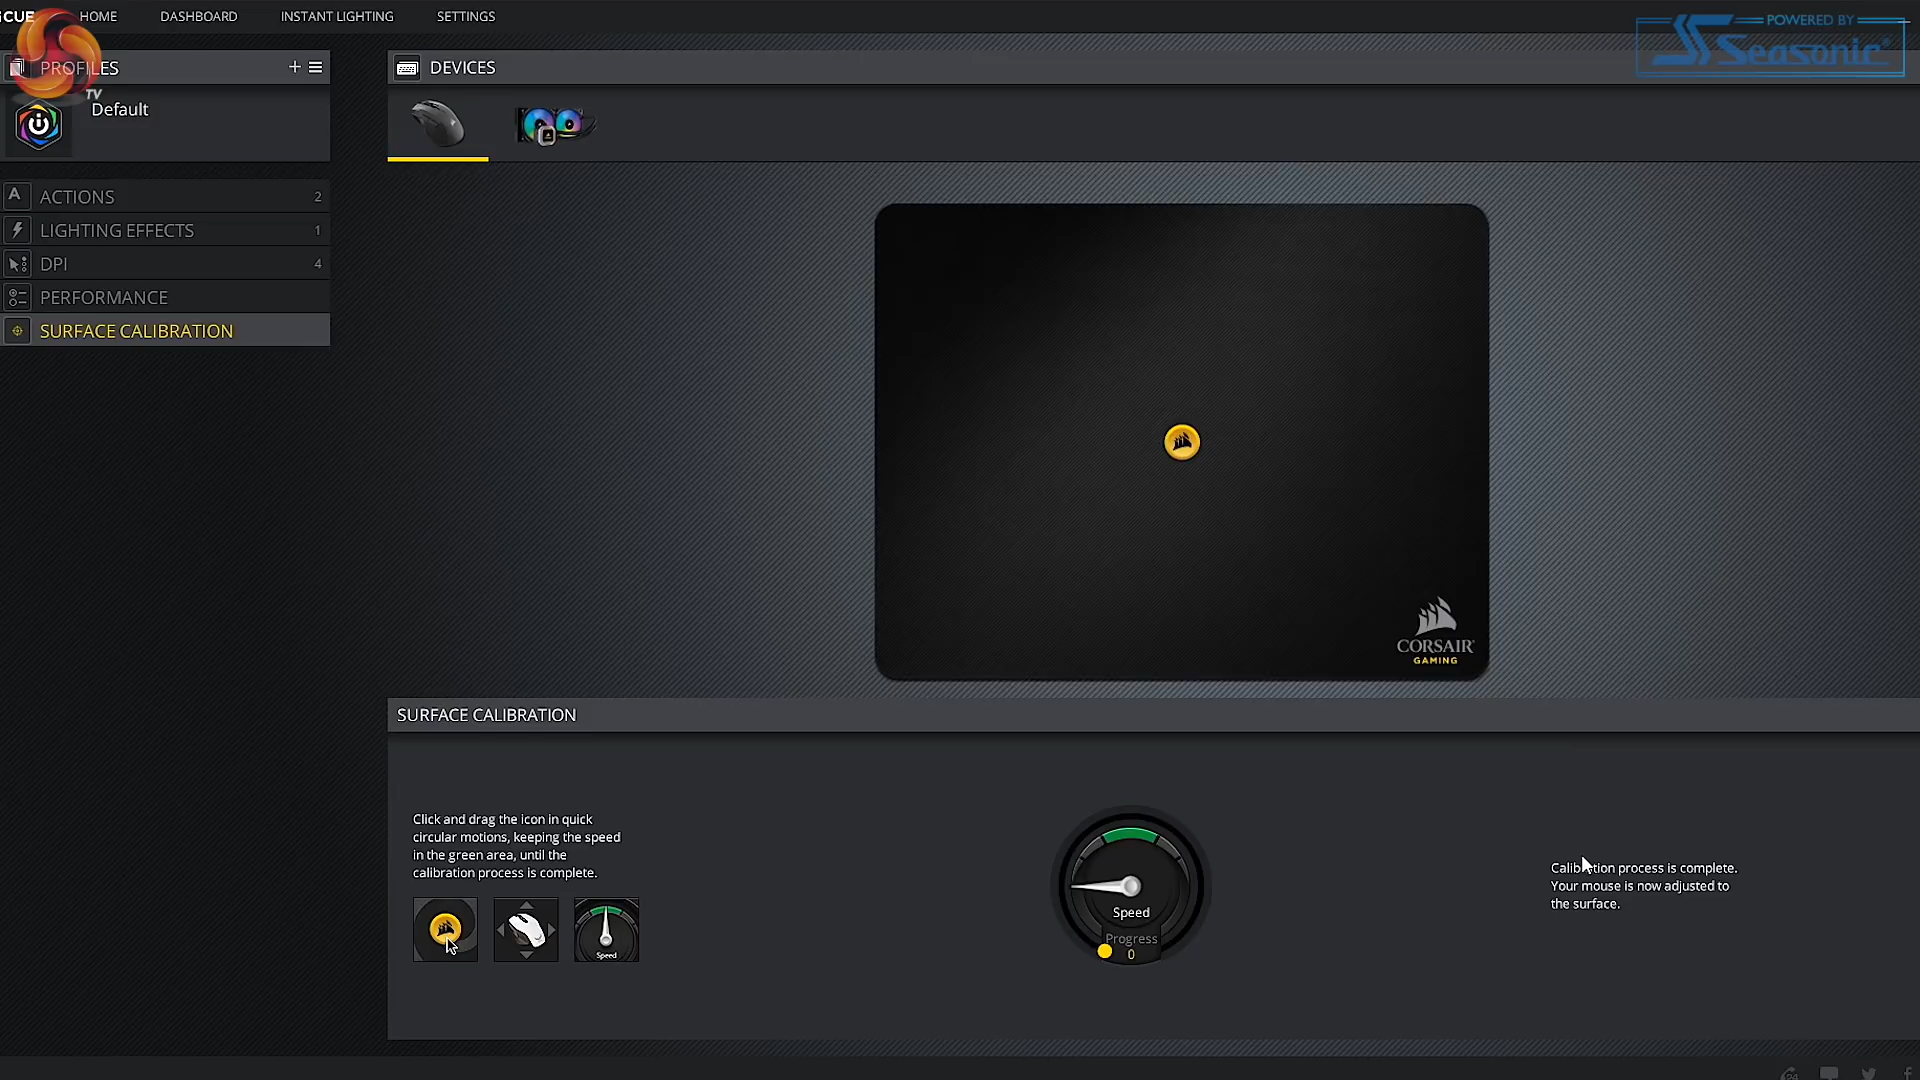 iCUE
HOME
DASHBOARD
INSTANT LIGHTING
SETTINGS
POWERED BY
Seasonic®
PROFILES
TV
Default
DEVICES
A ACTIONS 2
LIGHTING EFFECTS 1
DPI 4
PERFORMANCE
SURFACE CALIBRATION
CORSAIR
GAMING
SURFACE CALIBRATION
Click and drag the icon in quick
circular motions, keeping the speed
in the green area, until the
calibration process is complete.
Speed
Speed
Progress
0
Calibration process is complete.
Your mouse is now adjusted to
the surface.